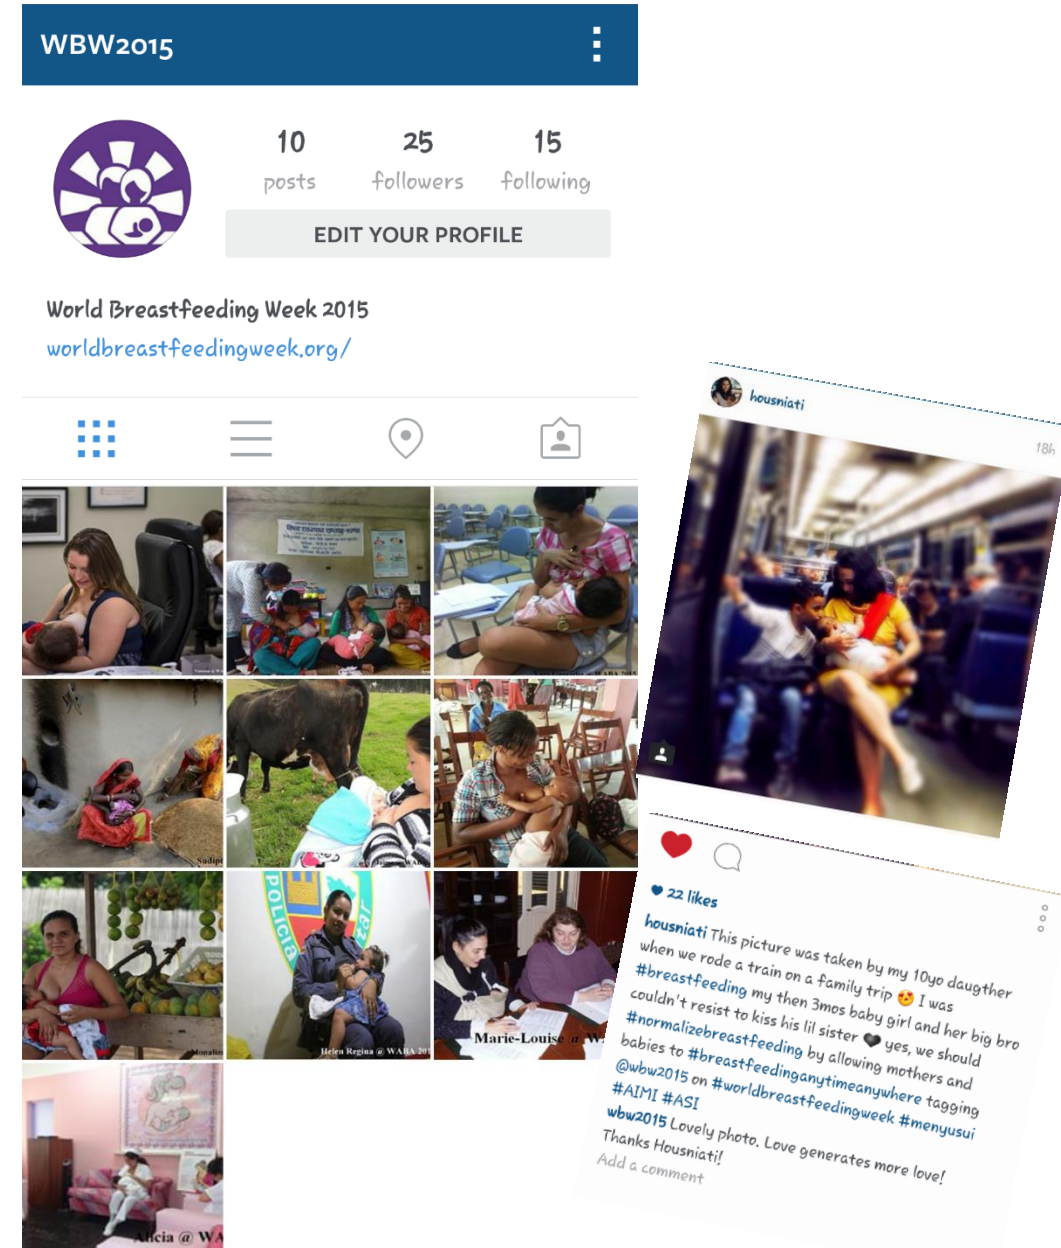 WBW2015
10
25
15
posts
followers
following
EDIT YOUR PROFILE
World Breastfeeding Week 2015
worldbreastfeedingweek.org/
POLICIA
Helen Regina @ WABA 201
Marie-Louise @ W
Alicia @ WA
housniati
18h
22 likes
housniati This picture was taken by my 10yo daugther
when we rode a train on a family trip 😍 I was
#breastfeeding my then 3mos baby girl and her big bro
couldn't resist to kiss his lil sister 🖤 yes, we should
#normalizebreastfeeding by allowing mothers and
babies to #breastfeedinganytimeanywhere tagging
@wbw2015 on #worldbreastfeedingweek #menyusui
#AIMI #ASI
wbw2015 Lovely photo. Love generates more love!
Thanks Housniati!
Add a comment